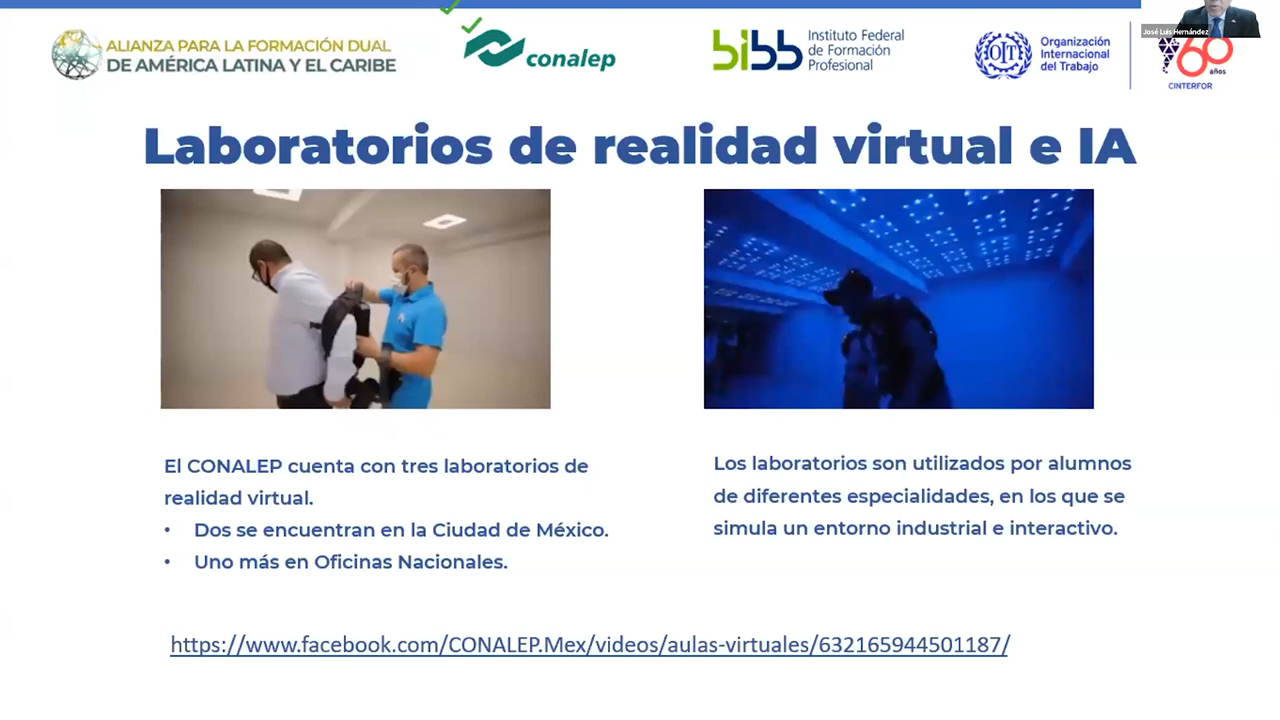 ALIANZA PARA LA FORMACIÓN DUAL
DE AMÉRICA LATINA Y EL CARIBE
conalep
bibb
Instituto Federal
de Formación
Profesional
OIT
Organización
Internacional
del Trabajo
José Luis Hernández
60
años
CINTERFOR
Laboratorios de realidad virtual e IA
El CONALEP cuenta con tres laboratorios de
realidad virtual.
• Dos se encuentran en la Ciudad de México.
• Uno más en Oficinas Nacionales.
Los laboratorios son utilizados por alumnos
de diferentes especialidades, en los que se
simula un entorno industrial e interactivo.
https://www.facebook.com/CONALEP.Mex/videos/aulas-virtuales/632165944501187/